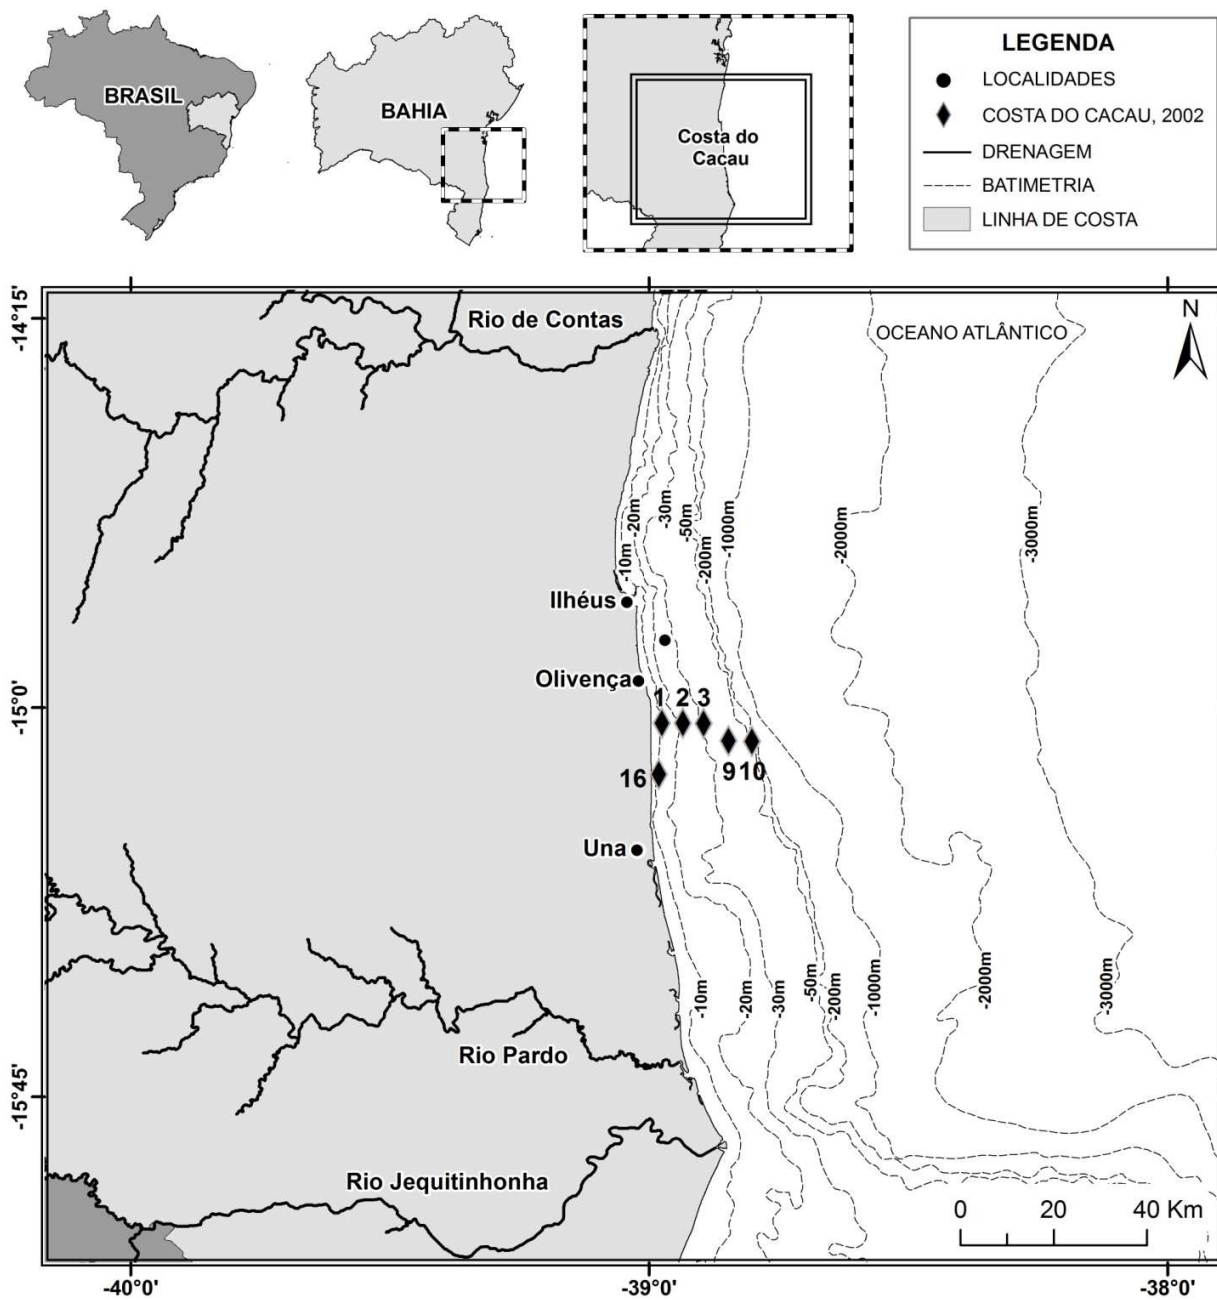 BRASIL
BAHIA
Costa do
Cacau
LEGENDA
LOCALIDADES
COSTA DO CACAU, 2002
DRENAGEM
BATIMETRIA
LINHA DE COSTA
-14°15'
Rio de Contas
OCEANO ATLÂNTICO
N
-10m
-20m
-30m
-50m
-200m
-1000m
-2000m
-3000m
Ilhéus
Olivença
-15°0'
1 2 3
16 9 10
Una
-10m
-20m
-30m
-50m
-200m
-1000m
-2000m
-3000m
Rio Pardo
-15°45'
Rio Jequitinhonha
0 20 40 Km
-40°0' -39°0' -38°0'